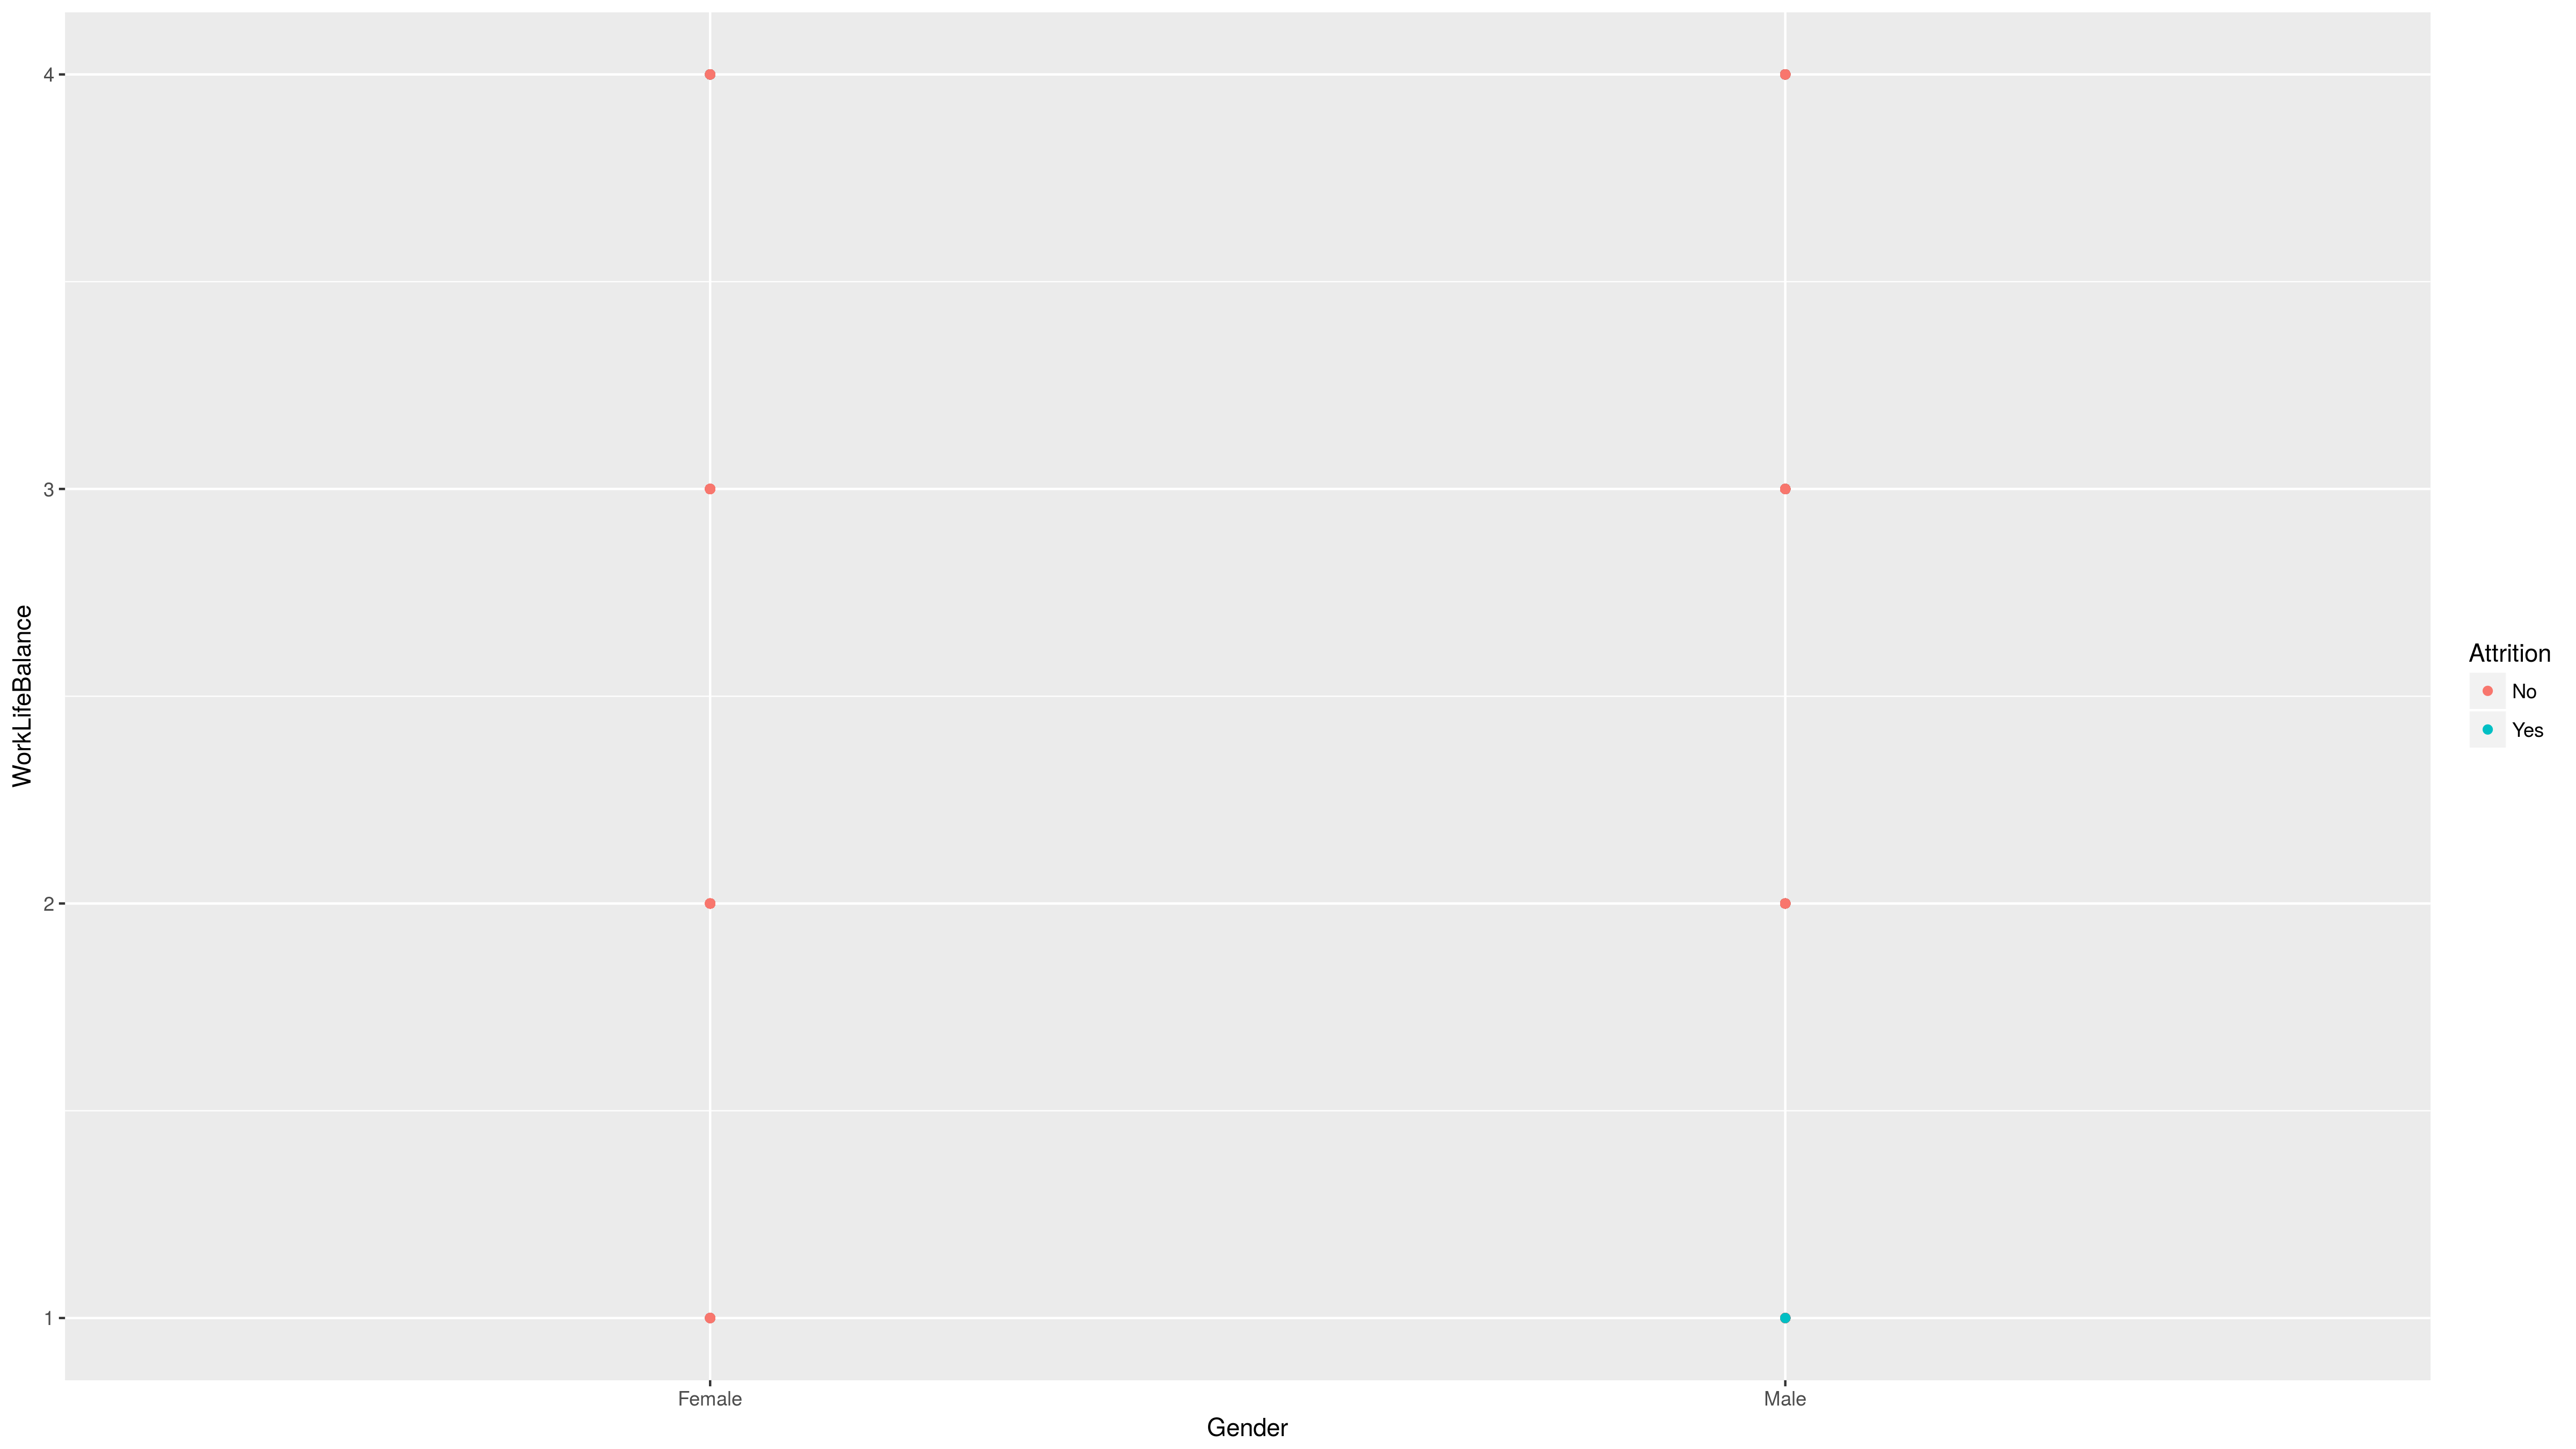 4
3
2
1
WorkLifeBalance
Female
Male
Gender
Attrition
No
Yes